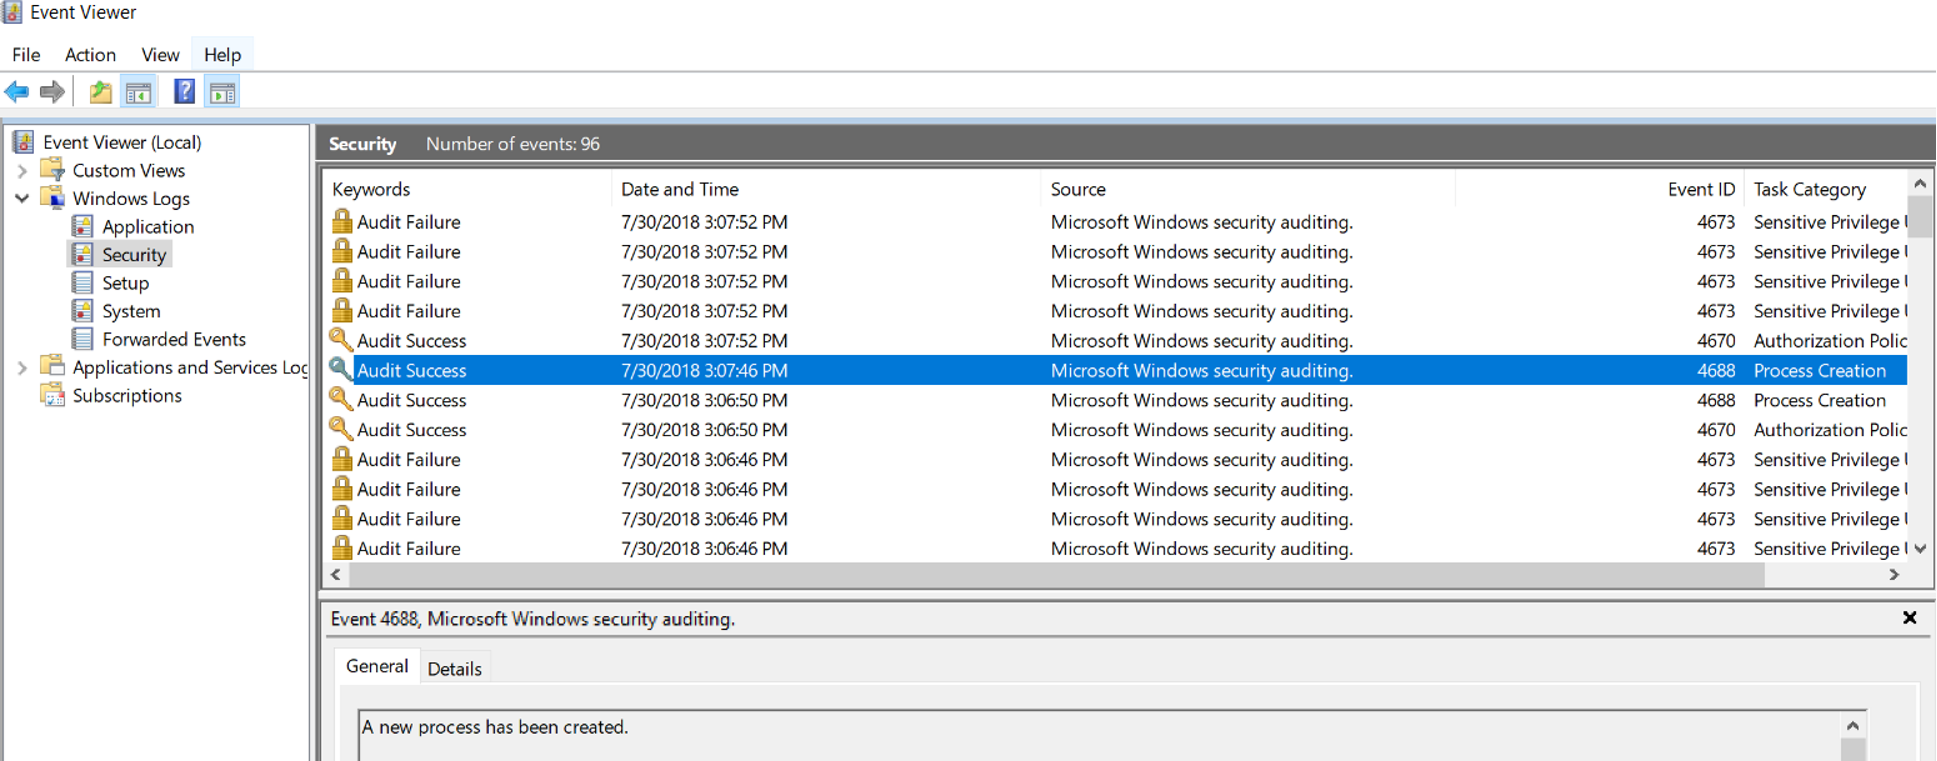 Event Viewer
File Action View Help
Event Viewer (Local)
Custom Views
Windows Logs
Application
Security
Setup
System
Forwarded Events
Applications and Services Log
Subscriptions
Security Number of events: 96
Keywords Date and Time Source Event ID Task Category
Audit Failure 7/30/2018 3:07:52 PM Microsoft Windows security auditing. 4673 Sensitive Privilege
Audit Failure 7/30/2018 3:07:52 PM Microsoft Windows security auditing. 4673 Sensitive Privilege
Audit Failure 7/30/2018 3:07:52 PM Microsoft Windows security auditing. 4673 Sensitive Privilege
Audit Failure 7/30/2018 3:07:52 PM Microsoft Windows security auditing. 4673 Sensitive Privilege
Audit Success 7/30/2018 3:07:52 PM Microsoft Windows security auditing. 4670 Authorization Polic
Audit Success 7/30/2018 3:07:46 PM Microsoft Windows security auditing. 4688 Process Creation
Audit Success 7/30/2018 3:06:50 PM Microsoft Windows security auditing. 4688 Process Creation
Audit Success 7/30/2018 3:06:50 PM Microsoft Windows security auditing. 4670 Authorization Polic
Audit Failure 7/30/2018 3:06:46 PM Microsoft Windows security auditing. 4673 Sensitive Privilege
Audit Failure 7/30/2018 3:06:46 PM Microsoft Windows security auditing. 4673 Sensitive Privilege
Audit Failure 7/30/2018 3:06:46 PM Microsoft Windows security auditing. 4673 Sensitive Privilege
Audit Failure 7/30/2018 3:06:46 PM Microsoft Windows security auditing. 4673 Sensitive Privilege
Event 4688, Microsoft Windows security auditing.
General Details
A new process has been created.